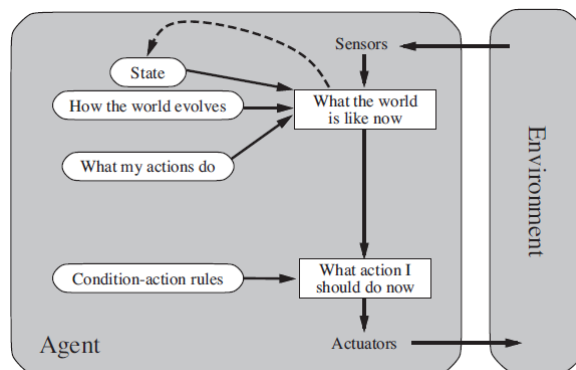 Sensors
State
How the world evolves
What the world
is like now
What my actions do
Condition-action rules
What action I
should do now
Agent
Actuators
Environment